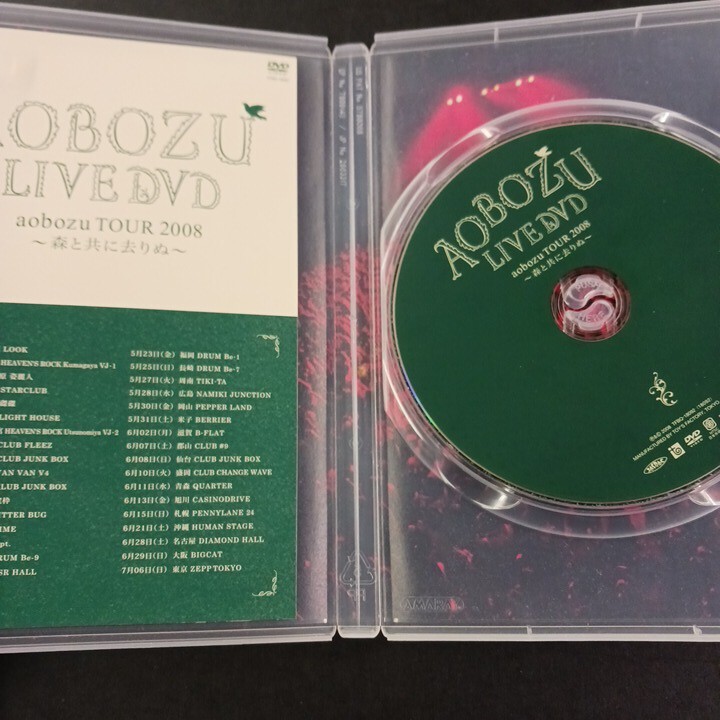 DVD
AOBOZU
LIVE DVD
aobozu TOUR 2008
～森と共に去りぬ～
LOOK
HEAVEN'S ROCK Kumagaya VJ-1
STARCLUB
LIGHT HOUSE
HEAVEN'S ROCK Utsunomiya VJ-2
CLUB FLEEZ
CLUB JUNK BOX
VAN VAN V4
CLUB JUNK BOX
BUG
DRUM Be-9
HALL
5月23日(金) 福岡 DRUM Be-1
5月25日(日) 長崎 DRUM Be-7
5月27日(火) 周南 TIKI-TA
5月28日(水) 広島 NAMIKI JUNCTION
5月30日(金) 岡山 PEPPER LAND
5月31日(土) 米子 BERRIER
6月02日(月) 滋賀 B-FLAT
6月07日(土) 郡山 CLUB #9
6月08日(日) 仙台 CLUB JUNK BOX
6月10日(火) 盛岡 CLUB CHANGE WAVE
6月11日(水) 青森 QUARTER
6月13日(金) 旭川 CASINODRIVE
6月15日(日) 札幌 PENNYLANE 24
6月21日(土) 沖縄 HUMAN STAGE
6月28日(土) 名古屋 DIAMOND HALL
6月29日(日) 大阪 BIGCAT
7月06日(日) 東京 ZEPP TOKYO
AOBOZU
LIVE DVD
aobozu TOUR 2008
～森と共に去りぬ～
MANUFACTURED BY TOY'S FACTORY, TOKYO
DVD
AMARAY